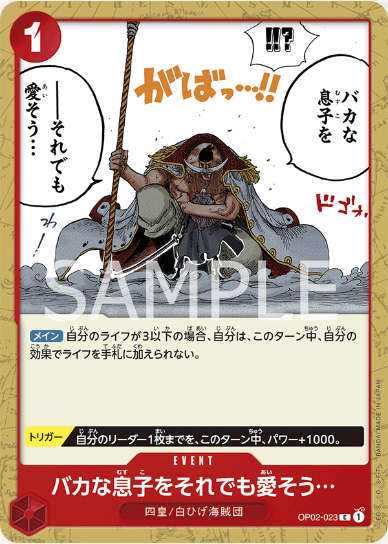 1
!!?
バカな
息子を
がばっ…!!
──それでも
愛そう…
ドゴォ
SAMPLE
メイン 自分のライフが3以下の場合、自分は、このターン中、自分の
効果でライフを手札に加えられない。
トリガー 自分のリーダー1枚までを、このターン中、パワー+1000。
EVENT
バカな息子をそれでも愛そう…
四皇/白ひげ海賊団
OP02-023 C 1